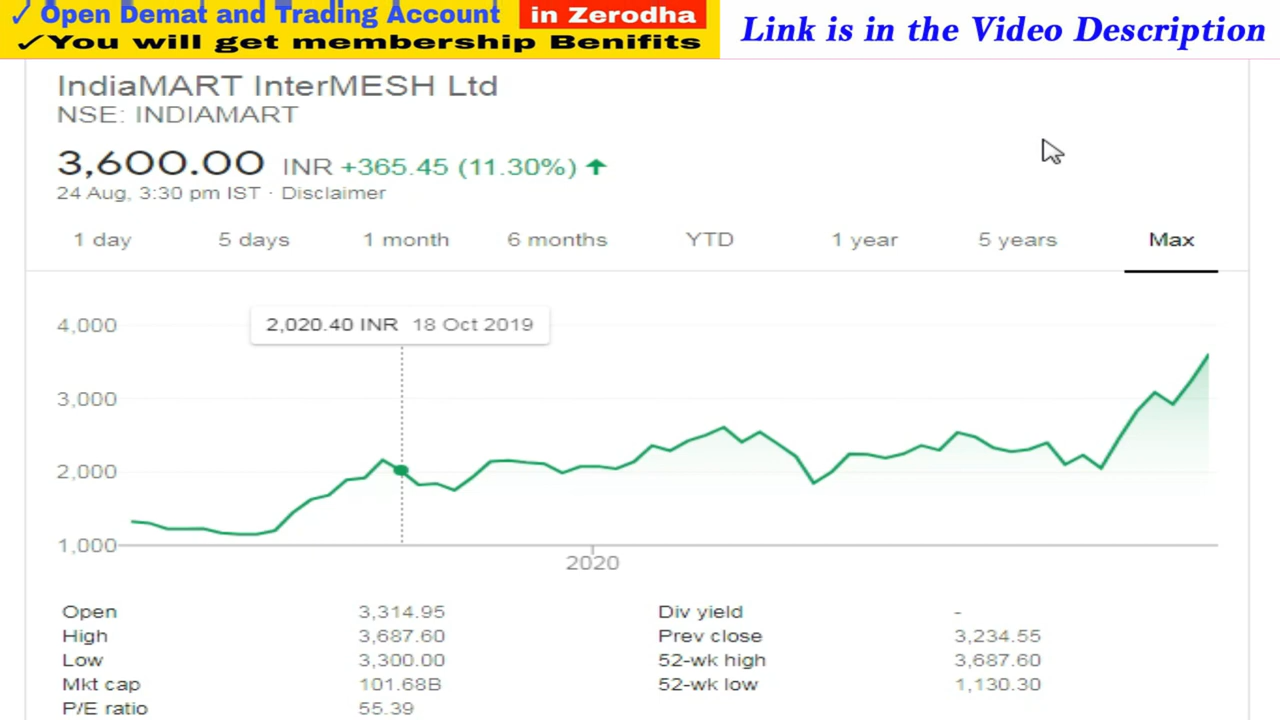 ✓ Open Demat and Trading Account in Zerodha
✓You will get membership Benifits
Link is in the Video Description
IndiaMART InterMESH Ltd
NSE: INDIAMART
3,600.00 INR +365.45 (11.30%) ↑
24 Aug, 3:30 pm IST · Disclaimer
1 day 5 days 1 month 6 months YTD 1 year 5 years Max
2,020.40 INR 18 Oct 2019
4,000
3,000
2,000
1,000
2020
Open 3,314.95 Div yield -
High 3,687.60 Prev close 3,234.55
Low 3,300.00 52-wk high 3,687.60
Mkt cap 101.68B 52-wk low 1,130.30
P/E ratio 55.39